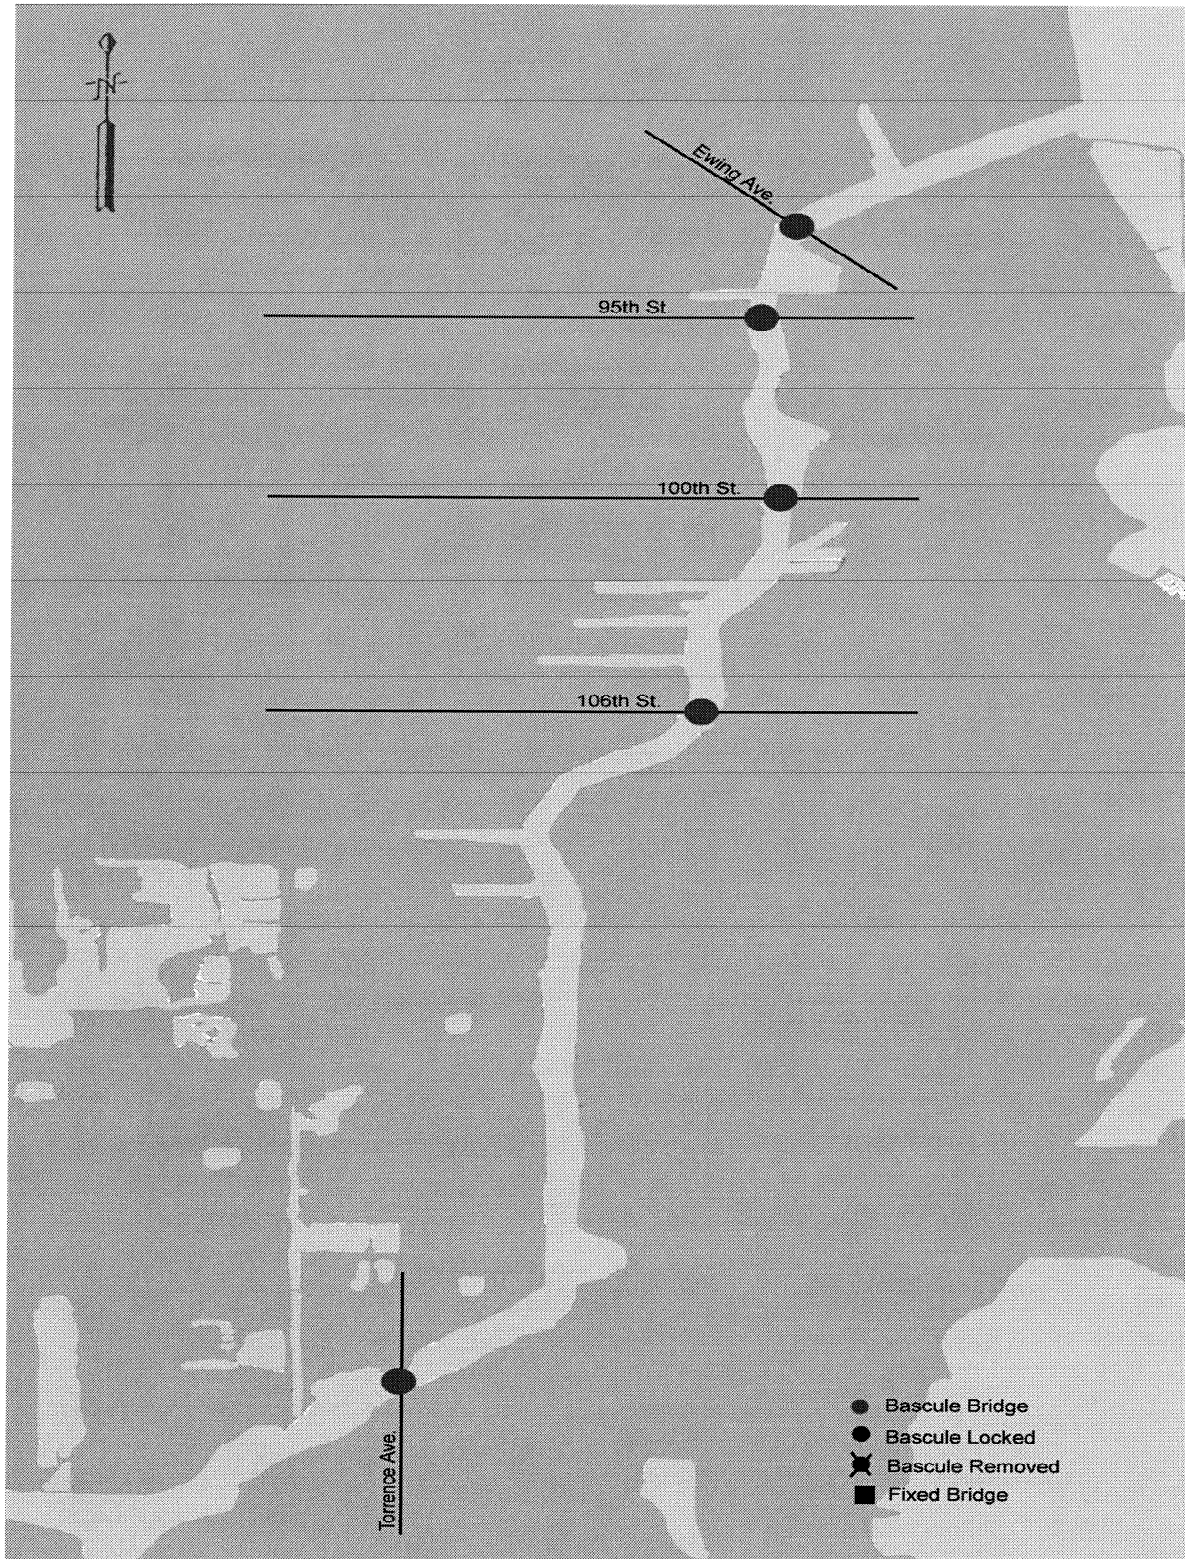 N
Ewing Ave.
95th St.
100th St.
106th St.
Torrence Ave.
Bascule Bridge
Bascule Locked
Bascule Removed
Fixed Bridge